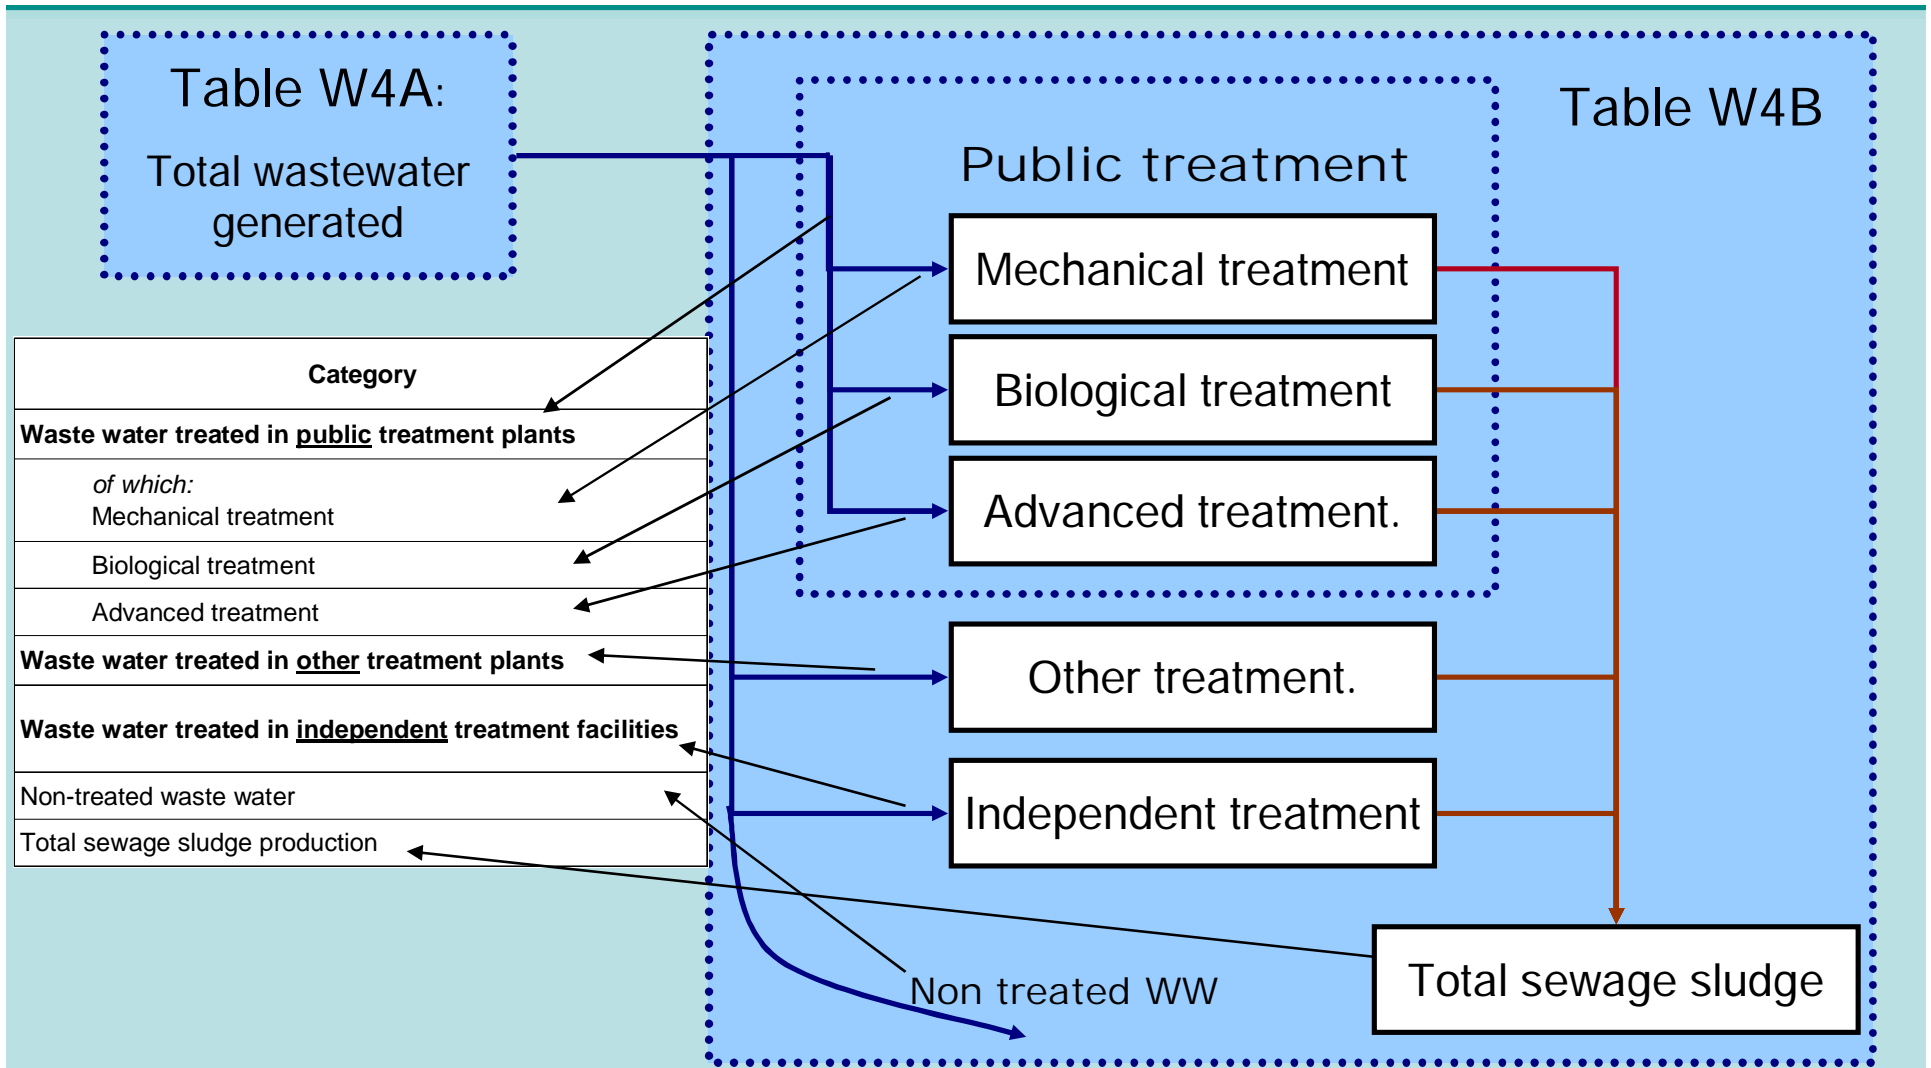 Table W4A:
Total wastewater
generated
Table W4B
Public treatment
Mechanical treatment
Biological treatment
Advanced treatment.
Other treatment.
Independent treatment
Total sewage sludge
Non treated WW
Category
Waste water treated in public treatment plants
of which:
Mechanical treatment
Biological treatment
Advanced treatment
Waste water treated in other treatment plants
Waste water treated in independent treatment facilities
Non-treated waste water
Total sewage sludge production